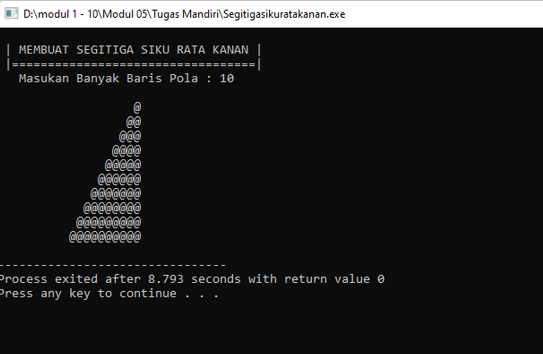 D:\modul 1 - 10\Modul 05\Tugas Mandiri\Segitigasikuratakanan.exe
| MEMBUAT SEGITIGA SIKU RATA KANAN |
|==================================|
Masukan Banyak Baris Pola : 10
@
@@
@@@
@@@@
@@@@@
@@@@@@
@@@@@@@
@@@@@@@@
@@@@@@@@@
@@@@@@@@@@
--------------------------------
Process exited after 8.793 seconds with return value 0
Press any key to continue . . .